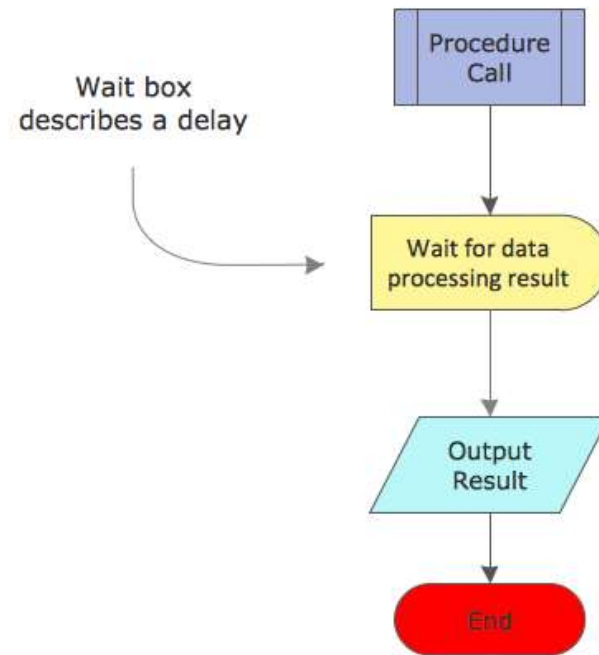 Procedure
Call
Wait box
describes a delay
Wait for data
processing result
Output
Result
End